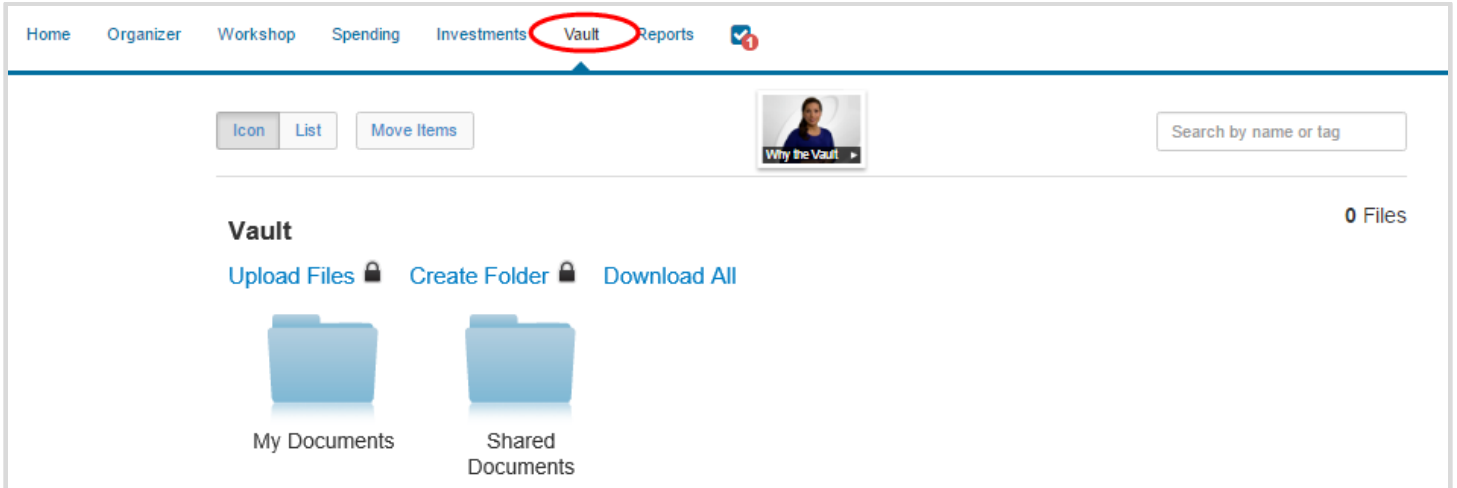 Home Organizer Workshop Spending Investments Vault Reports 1
Icon List Move Items Why the Vault Search by name or tag
0 Files
Vault
Upload Files Create Folder Download All
My Documents Shared
Documents